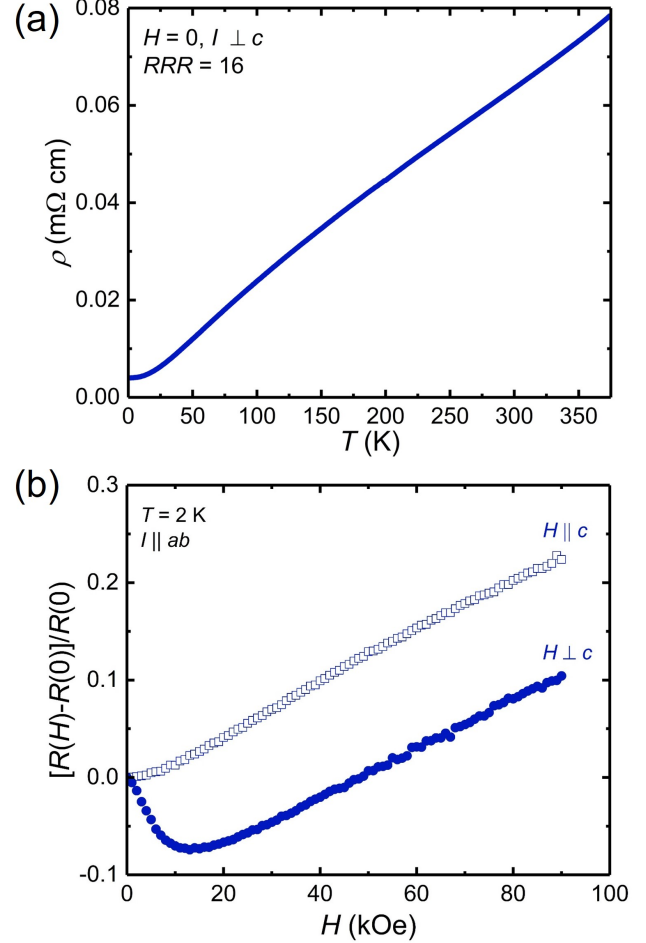 (a)
H = 0, I ⊥ c
RRR = 16
0.08
0.06
0.04
0.02
0.00
ρ (mΩ cm)
0 50 100 150 200 250 300 350
T (K)
(b)
T = 2 K
I || ab
H || c
H ⊥ c
0.3
0.2
0.1
0.0
-0.1
[R(H)-R(0)]/R(0)
0 20 40 60 80 100
H (kOe)